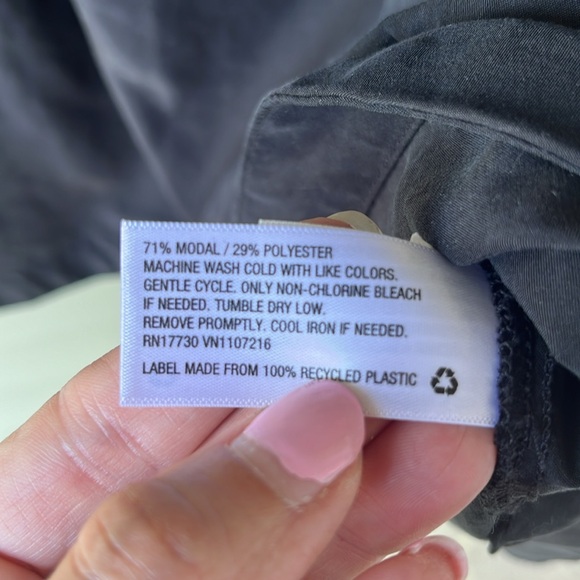 71% MODAL / 29% POLYESTER
MACHINE WASH COLD WITH LIKE COLORS.
GENTLE CYCLE. ONLY NON-CHLORINE BLEACH
IF NEEDED. TUMBLE DRY LOW.
REMOVE PROMPTLY. COOL IRON IF NEEDED.
RN17730 VN1107216
LABEL MADE FROM 100% RECYCLED PLASTIC